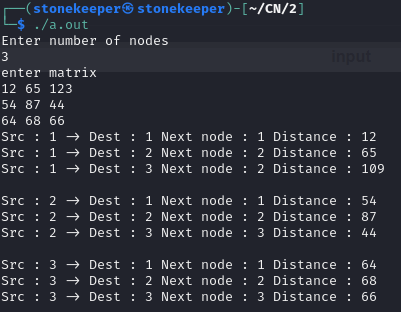 ┌──(stonekeeper㉿stonekeeper)-[~/CN/2]
└─$ ./a.out
Enter number of nodes
3
input
enter matrix
12 65 123
54 87 44
64 68 66
Src : 1 -> Dest : 1 Next node : 1 Distance : 12
Src : 1 -> Dest : 2 Next node : 2 Distance : 65
Src : 1 -> Dest : 3 Next node : 2 Distance : 109

Src : 2 -> Dest : 1 Next node : 1 Distance : 54
Src : 2 -> Dest : 2 Next node : 2 Distance : 87
Src : 2 -> Dest : 3 Next node : 3 Distance : 44

Src : 3 -> Dest : 1 Next node : 1 Distance : 64
Src : 3 -> Dest : 2 Next node : 2 Distance : 68
Src : 3 -> Dest : 3 Next node : 3 Distance : 66